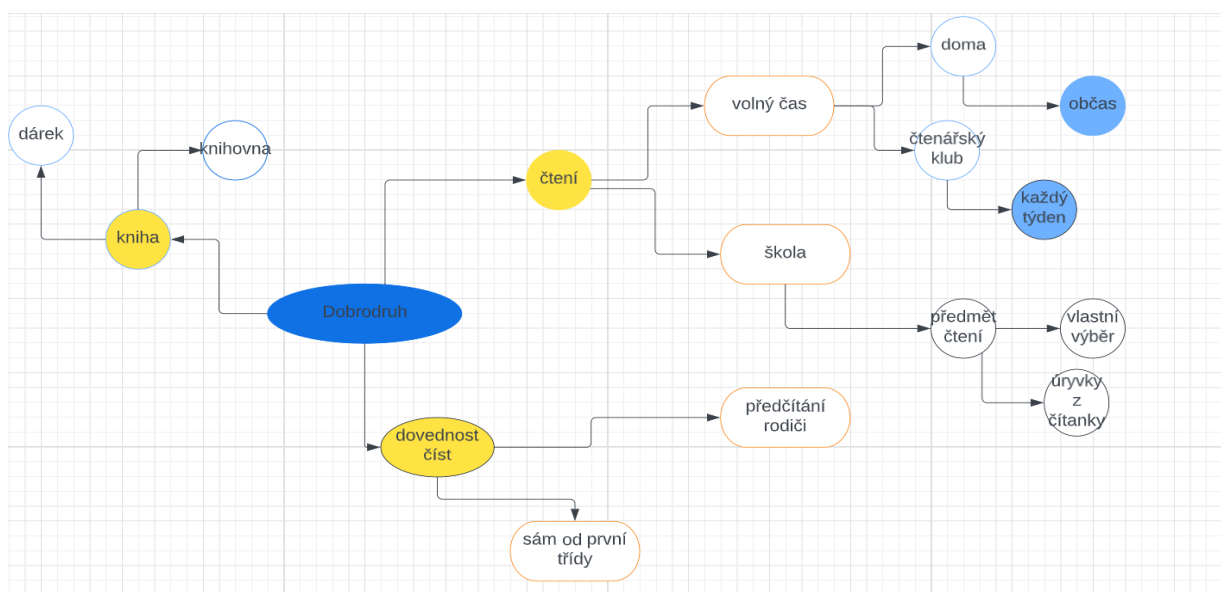 doma
občas
volný čas
dárek
knihovna
čtenářský
klub
čtení
každý
týden
kniha
škola
Dobrodruh
předmět
čtení
vlastní
výběr
úryvky
z
čítanky
předčítání
rodiči
dovednost
číst
sám od první
třídy